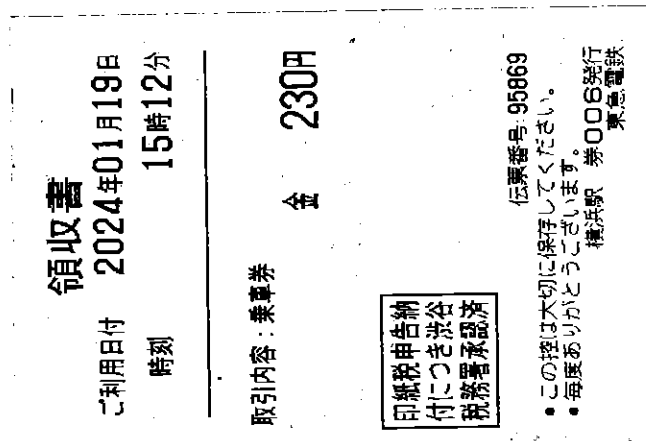 領収書
ご利用日付 2024年01月19日
時刻 15時12分
取引内容：乗車券
金 230円
印紙税申告納
付につき渋谷
税務署承認済
伝票番号 95869
• この控は大切に保存してください。
• 毎度ありがとうございます。
横浜駅 券006発行
東急電鉄